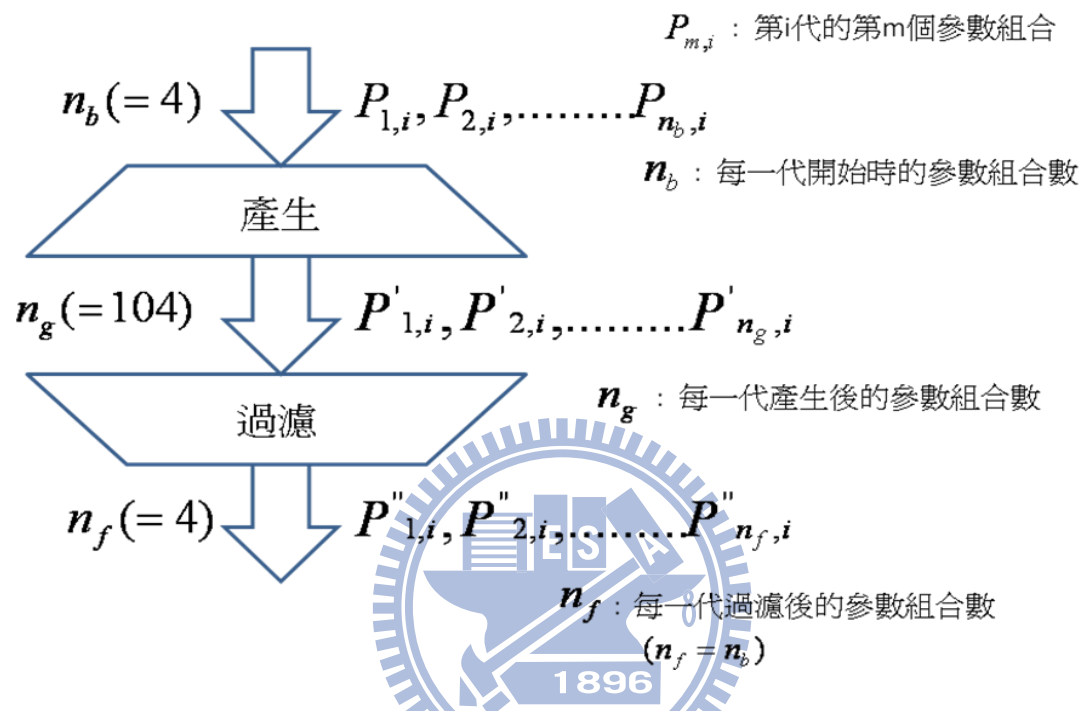 P_{m,i} : 第i代的第m個參數組合
n_b(= 4) P_{1,i}, P_{2,i},.........P_{n_b,i}
n_b : 每一代開始時的參數組合數
產生
n_g(=104) P'_{1,i}, P'_{2,i},.........P'_{n_g,i}
n_g : 每一代產生後的參數組合數
過濾
n_f(= 4) P''_{1,i}, P''_{2,i},.........P''_{n_f,i}
E S A
n_f : 每一代過濾後的參數組合數
(n_f = n_b)
1896